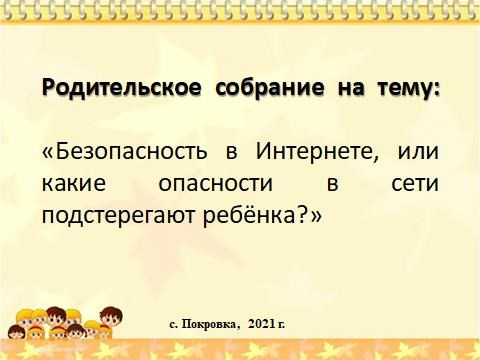 Родительское собрание на тему:
«Безопасность в Интернете, или
какие опасности в сети
подстерегают ребёнка?»
с. Покровка, 2021 г.